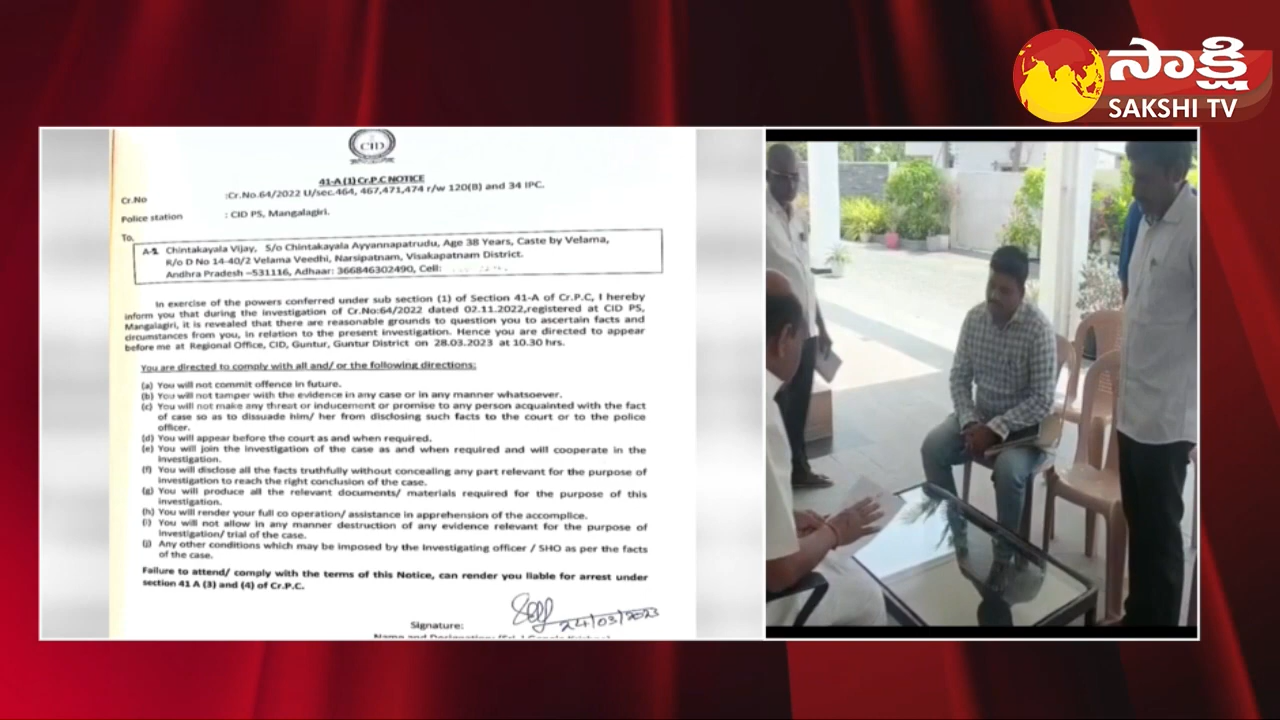 సాక్షి
SAKSHI TV
CID
41-A (1) Cr.P.C NOTICE
Cr.No :Cr.No.64/2022 U/sec.464, 467,471,474 r/w 120(B) and 34 IPC.
Police station : CID PS, Mangalagiri.
To,
Chintakayala Vijay, S/o Chintakayala Ayyannapatrudu, Age 38 Years, Caste by Velama,
R/o D No 14-40/2 Velama Veedhi, Narsipatnam, Visakapatnam District.
Andhra Pradesh –531116, Adhaar: 366846302490, Cell:
In exercise of the powers conferred under sub section (1) of Section 41-A of Cr.P.C, I hereby
inform you that during the investigation of Cr.No:64/2022 dated 02.11.2022,registered at CID PS,
Mangalagiri, it is revealed that there are reasonable grounds to question you to ascertain facts and
circumstances from you, in relation to the present investigation. Hence you are directed to appear
before me at Regional Office, CID, Guntur, Guntur District on 28.03.2023 at 10.30 hrs.
You are directed to comply with all and/ or the following directions:
(a) You will not commit offence in future.
(b) You will not tamper with the evidence in any case or in any manner whatsoever.
(c) You will not make any threat or inducement or promise to any person acquainted with the fact
of case so as to dissuade him/ her from disclosing such facts to the court or to the police
officer.
(d) You will appear before the court as and when required.
(e) You will join the investigation of the case as and when required and will cooperate in the
investigation.
(f) You will disclose all the facts truthfully without concealing any part relevant for the purpose of
investigation to reach the right conclusion of the case.
(g) You will produce all the relevant documents/ materials required for the purpose of this
investigation.
(h) You will render your full co operation/ assistance in apprehension of the accomplice.
(i) You will not allow in any manner destruction of any evidence relevant for the purpose of
investigation/ trial of the case.
(j) Any other conditions which may be imposed by the Investigating officer / SHO as per the facts
of the case.
Failure to attend/ comply with the terms of this Notice, can render you liable for arrest under
section 41 A (3) and (4) of Cr.P.C.
24/03/2023
Signature: